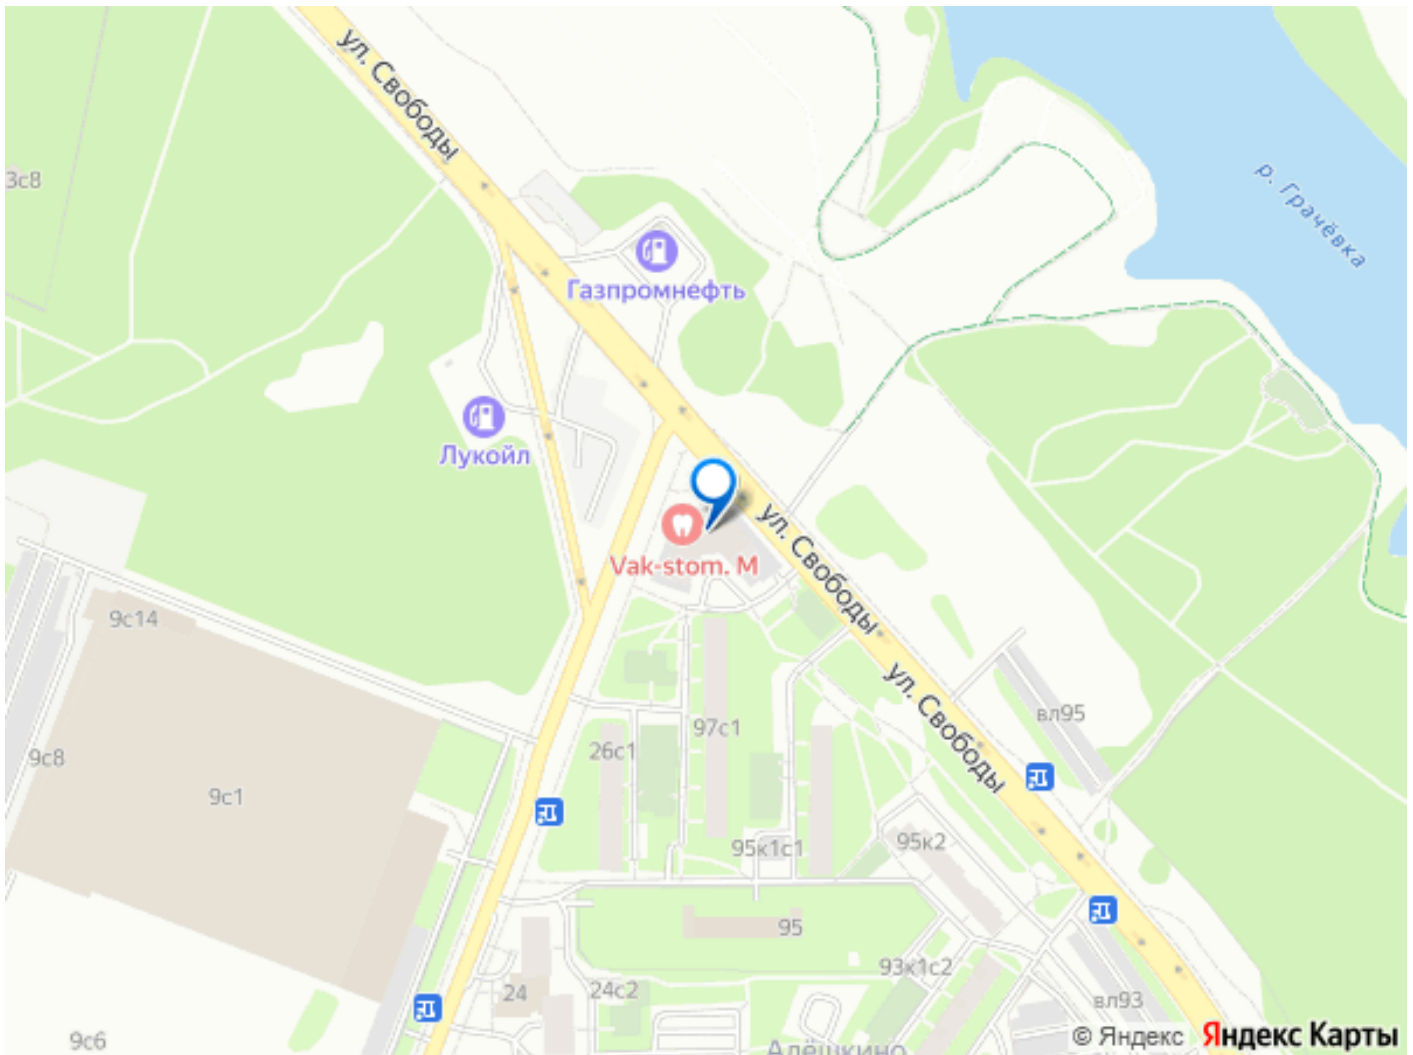 ул. Свободы
3с8
р. Грачёвка
Газпромнефть
Лукойл
ул. Свободы
Vak-stom. М
9с14
ул. Свободы
вл95
97с1
26с1
9с8
9с1
95к1с1
95к2
95
93к1с2
24
24с2
вл93
9с6
Алёшкино
© Яндекс Яндекс Карты